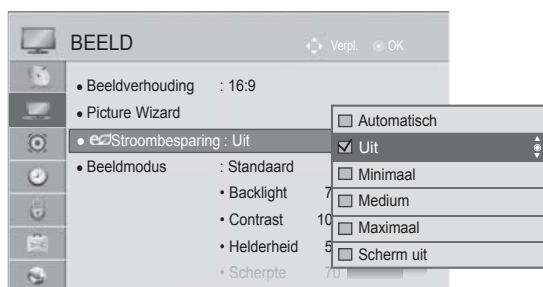 BEELD
Verpl. OK
• Beeldverhouding : 16:9
• Picture Wizard
• Stroombesparing : Uit
• Beeldmodus : Standaard
• Backlight 7
• Contrast 10
• Helderheid 5
• Scherpte 70
Automatisch
Uit
Minimaal
Medium
Maximaal
Scherm uit